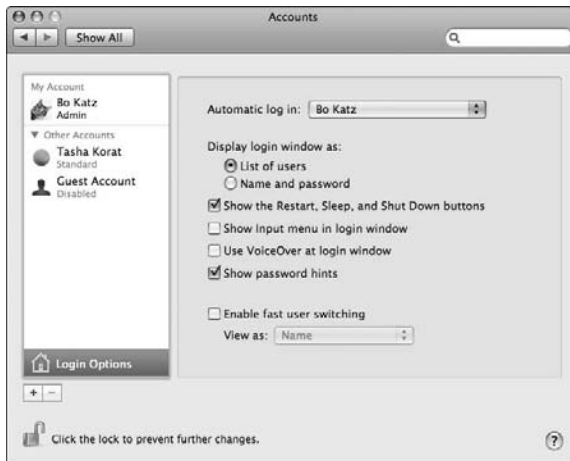 Accounts
Show All
My Account
Bo Katz
Admin
Other Accounts
Tasha Korat
Standard
Guest Account
Disabled
Login Options
+ −
Automatic log in: Bo Katz
Display login window as:
List of users
Name and password
Show the Restart, Sleep, and Shut Down buttons
Show Input menu in login window
Use VoiceOver at login window
Show password hints
Enable fast user switching
View as: Name
Click the lock to prevent further changes.
?